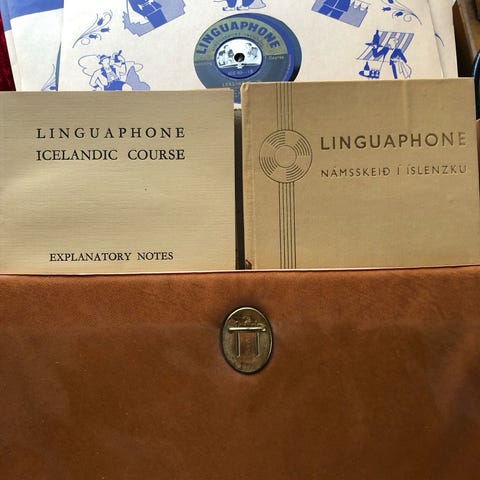 LINGUAPHONE
LINGUAPHONE
ICELANDIC COURSE
EXPLANATORY NOTES
LINGUAPHONE
NÁMSSKEIÐ Í ÍSLENZKU